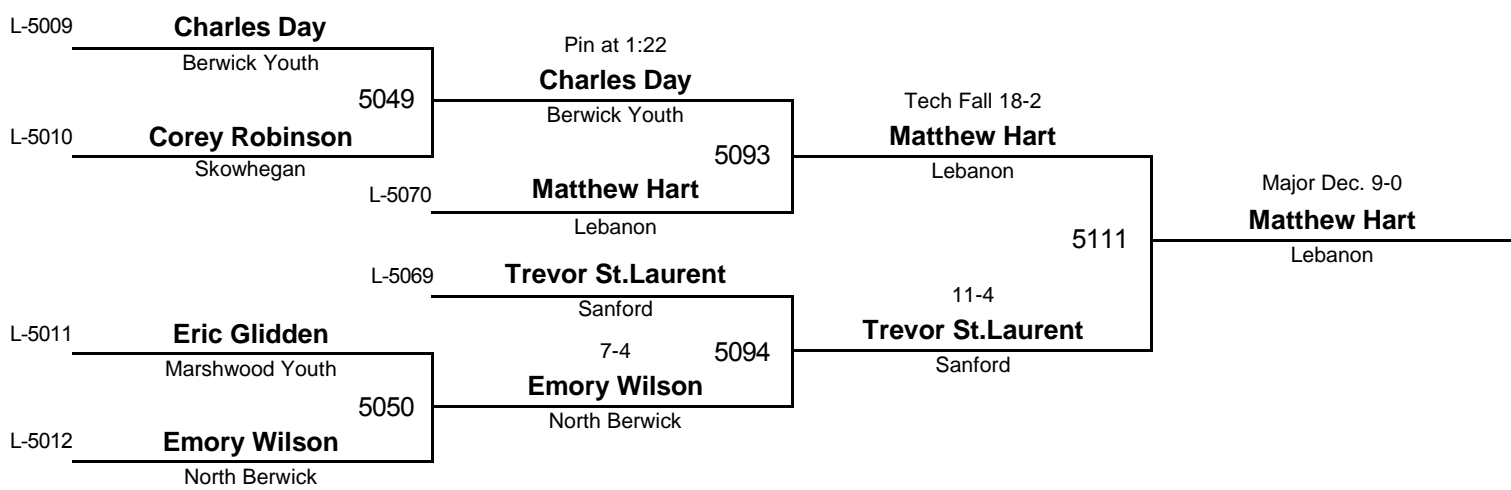 L-5009
Charles Day
Berwick Youth
5049
L-5010
Corey Robinson
Skowhegan
Pin at 1:22
Charles Day
Berwick Youth
5093
L-5070
Matthew Hart
Lebanon
Tech Fall 18-2
Matthew Hart
Lebanon
5111
Major Dec. 9-0
Matthew Hart
Lebanon
L-5069
Trevor St.Laurent
Sanford
L-5011
Eric Glidden
Marshwood Youth
5050
L-5012
Emory Wilson
North Berwick
7-4
Emory Wilson
North Berwick
5094
11-4
Trevor St.Laurent
Sanford